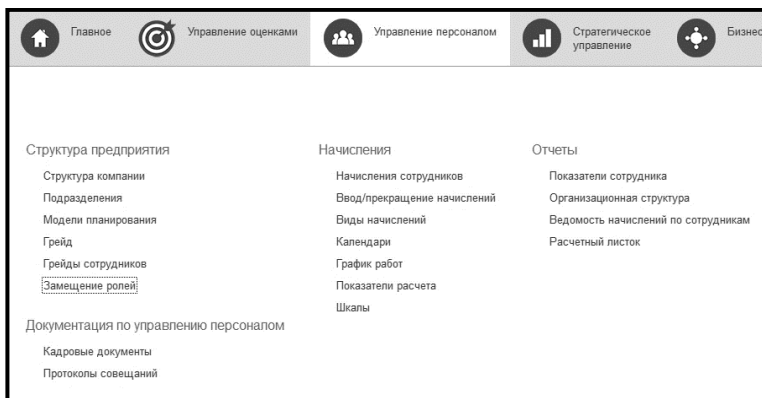 Главное
Управление оценками
Управление персоналом
Стратегическое
управление
Бизнес
Структура предприятия
Структура компании
Подразделения
Модели планирования
Грейд
Грейды сотрудников
Замещение ролей
Документация по управлению персоналом
Кадровые документы
Протоколы совещаний
Начисления
Начисления сотрудников
Ввод/прекращение начислений
Виды начислений
Календари
График работ
Показатели расчета
Шкалы
Отчеты
Показатели сотрудника
Организационная структура
Ведомость начислений по сотрудникам
Расчетный листок